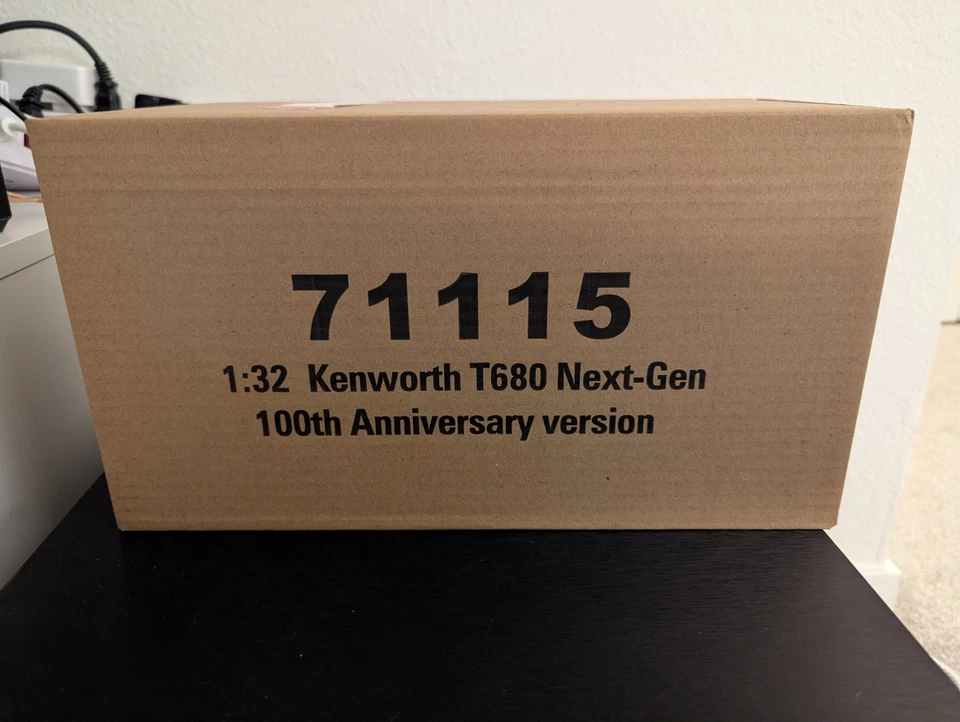 71115
1:32 Kenworth T680 Next-Gen
100th Anniversary version